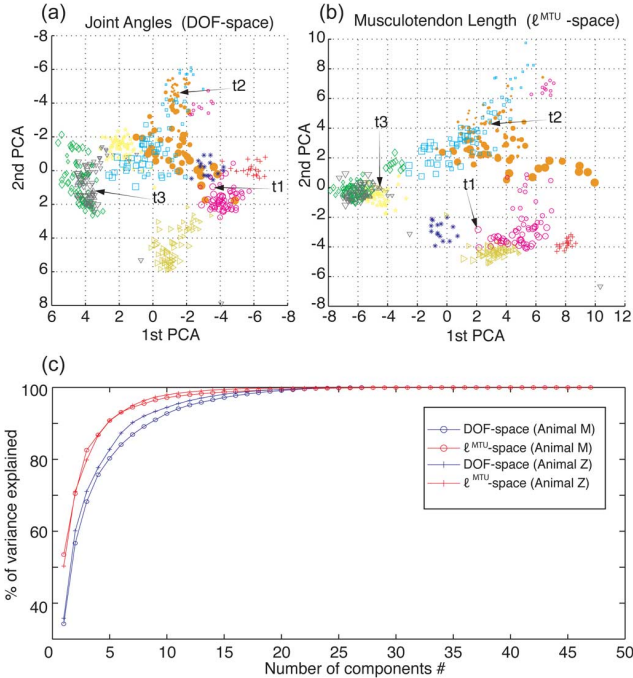 (a)
Joint Angles (DOF-space)
-8
-6
-4
-2
0
2
4
6
8
2nd PCA
t2
t1
t3
6 4 2 0 -2 -4 -6 -8
1st PCA
(b)
Musculotendon Length (ℓMTU -space)
10
8
6
4
2
0
-2
-4
-6
-8
2nd PCA
t3
t2
t1
-8 -6 -4 -2 0 2 4 6 8 10 12
1st PCA
(c)
100
80
60
40
% of variance explained
DOF-space (Animal M)
ℓMTU-space (Animal M)
DOF-space (Animal Z)
ℓMTU-space (Animal Z)
0 5 10 15 20 25 30 35 40 45 50
Number of components #